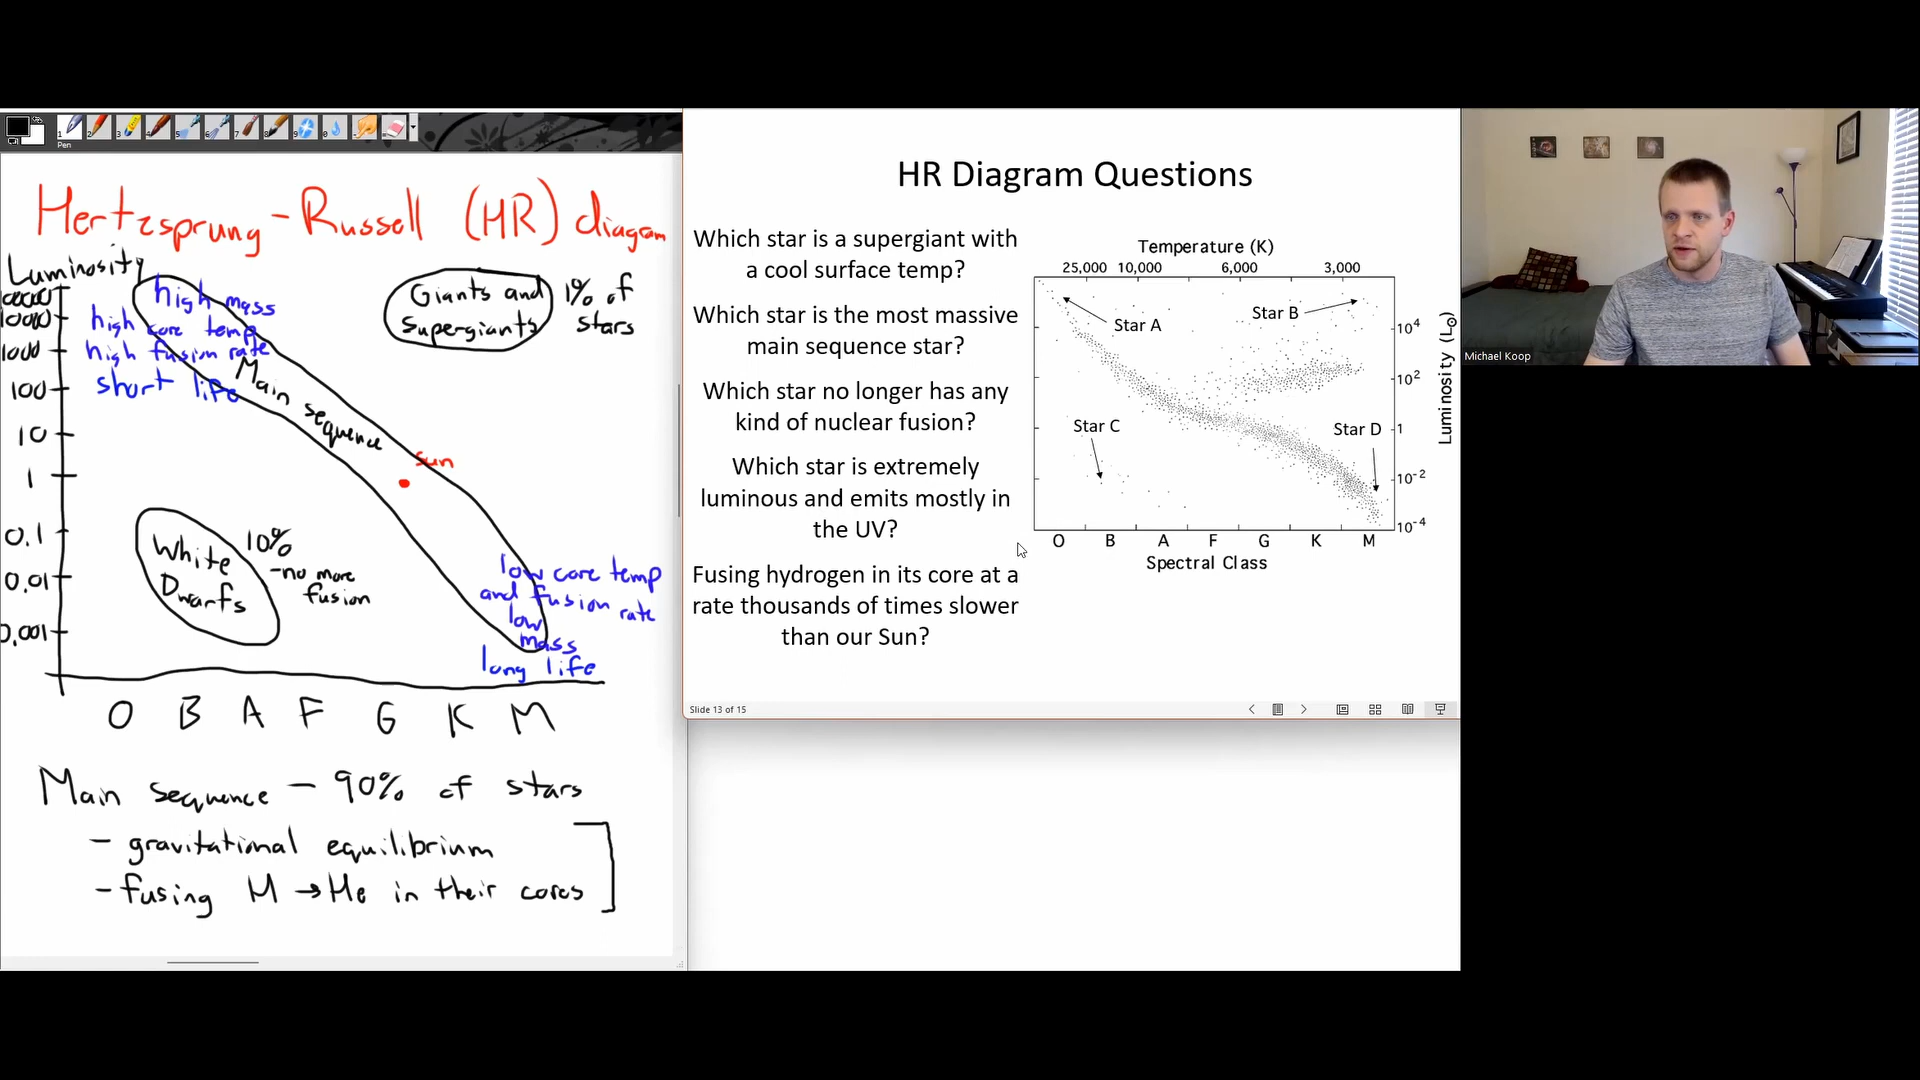 Pen
Hertzsprung - Russell (HR) diagram
Luminosity
high mass
high core temp
high fusion rate
short life
Main sequence
Giants and
Supergiants
1% of
stars
1000
100
10
1
0.1
0.01
0.001
sun
White
Dwarfs
10%
-no more
fusion
low core temp
and fusion rate
low
mass
long life
O B A F G K M
Main sequence - 90% of stars
- gravitational equilibrium
- fusing H → He in their cores
HR Diagram Questions
Which star is a supergiant with
a cool surface temp?
Which star is the most massive
main sequence star?
Which star no longer has any
kind of nuclear fusion?
Which star is extremely
luminous and emits mostly in
the UV?
Fusing hydrogen in its core at a
rate thousands of times slower
than our Sun?
Temperature (K)
25,000 10,000 6,000 3,000
Star A
Star B
Star C
Star D
10⁴
10²
1
10⁻²
10⁻⁴
Luminosity (L☉)
O B A F G K M
Spectral Class
Slide 13 of 15
Michael Koop